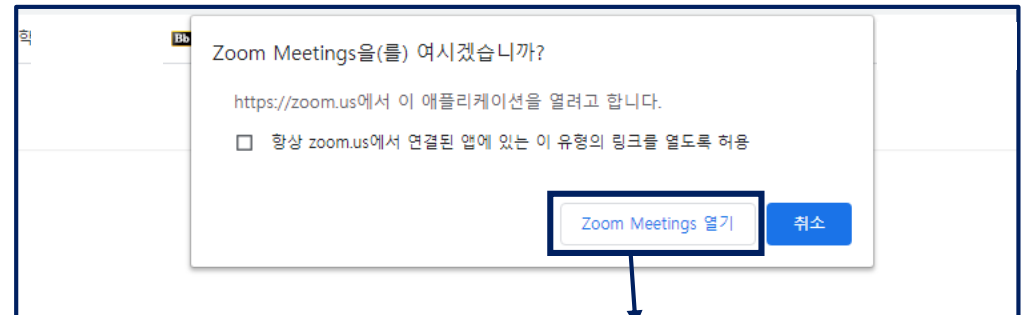 학
Bb
Zoom Meetings을(를) 여시겠습니까?
https://zoom.us에서 이 애플리케이션을 열려고 합니다.
항상 zoom.us에서 연결된 앱에 있는 이 유형의 링크를 열도록 허용
Zoom Meetings 열기
취소